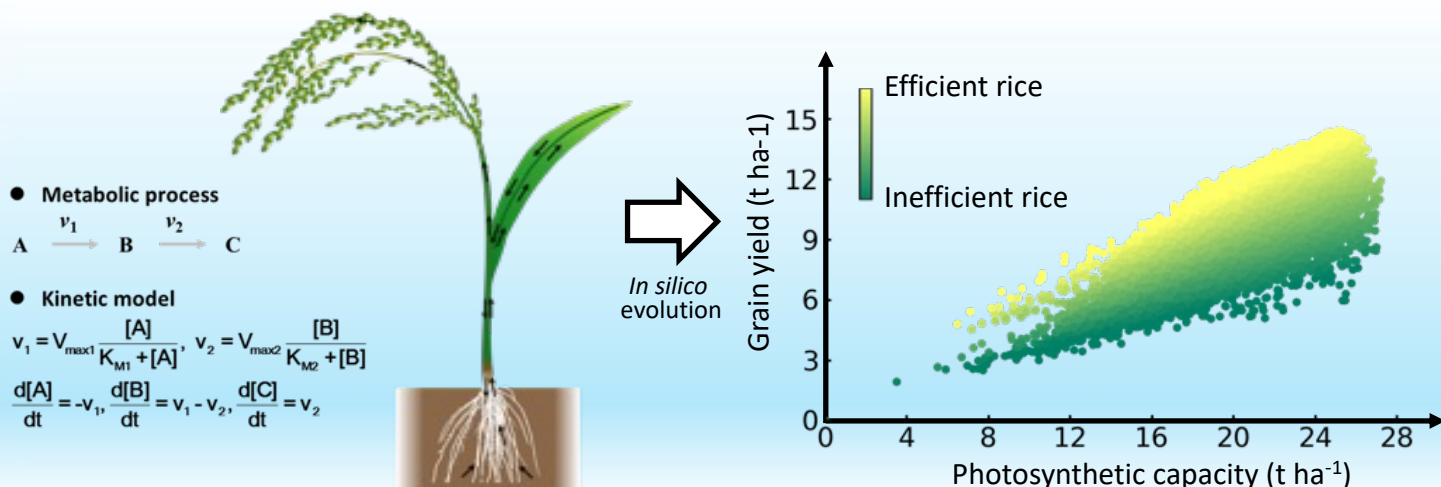 ● Metabolic process
v1 v2
A B C
● Kinetic model
v1 = Vmax1 [A] / (KM1 + [A]), v2 = Vmax2 [B] / (KM2 + [B])
d[A]/dt = -v1, d[B]/dt = v1 - v2, d[C]/dt = v2
In silico
evolution
Grain yield (t ha-1)
15
12
9
6
3
0
Efficient rice
Inefficient rice
0 4 8 12 16 20 24 28
Photosynthetic capacity (t ha-1)